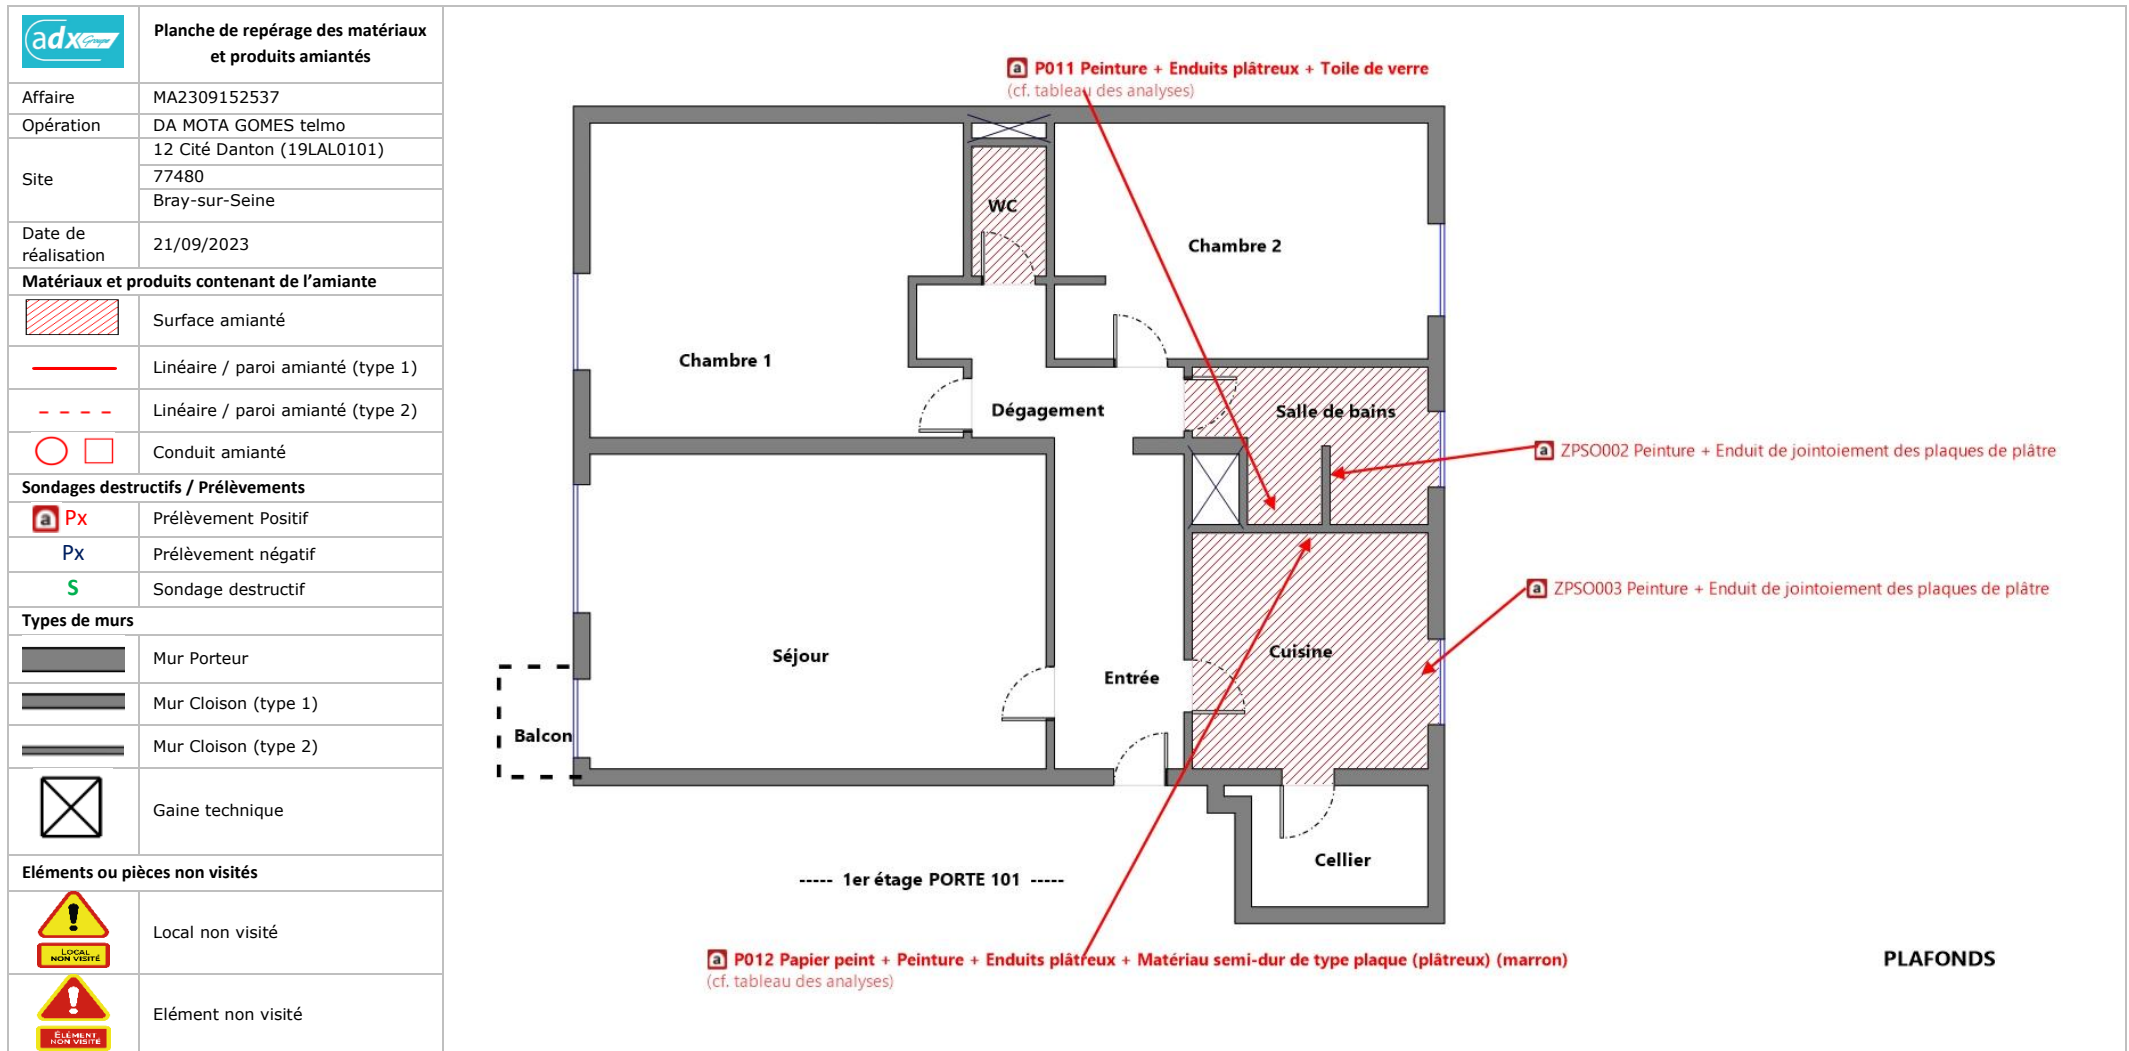 adx Groupe
Planche de repérage des matériaux
et produits amiantés
Affaire MA2309152537
Opération DA MOTA GOMES telmo
Site 12 Cité Danton (19LAL0101)
77480
Bray-sur-Seine
Date de
réalisation 21/09/2023
Matériaux et produits contenant de l’amiante
Surface amianté
Linéaire / paroi amianté (type 1)
Linéaire / paroi amianté (type 2)
Conduit amianté
Sondages destructifs / Prélèvements
a Px Prélèvement Positif
Px Prélèvement négatif
S Sondage destructif
Types de murs
Mur Porteur
Mur Cloison (type 1)
Mur Cloison (type 2)
Gaine technique
Eléments ou pièces non visités
LOCAL
NON VISITÉ
Local non visité
ELÉMENT
NON VISITÉ
Elément non visité
a P011 Peinture + Enduits plâtreux + Toile de verre
(cf. tableau des analyses)
WC
Chambre 2
Chambre 1
Dégagement
Salle de bains
a ZPSO002 Peinture + Enduit de jointoiement des plaques de plâtre
a ZPSO003 Peinture + Enduit de jointoiement des plaques de plâtre
Séjour
Cuisine
Entrée
Balcon
Cellier
----- 1er étage PORTE 101 -----
a P012 Papier peint + Peinture + Enduits plâtreux + Matériau semi-dur de type plaque (plâtreux) (marron)
(cf. tableau des analyses)
PLAFONDS